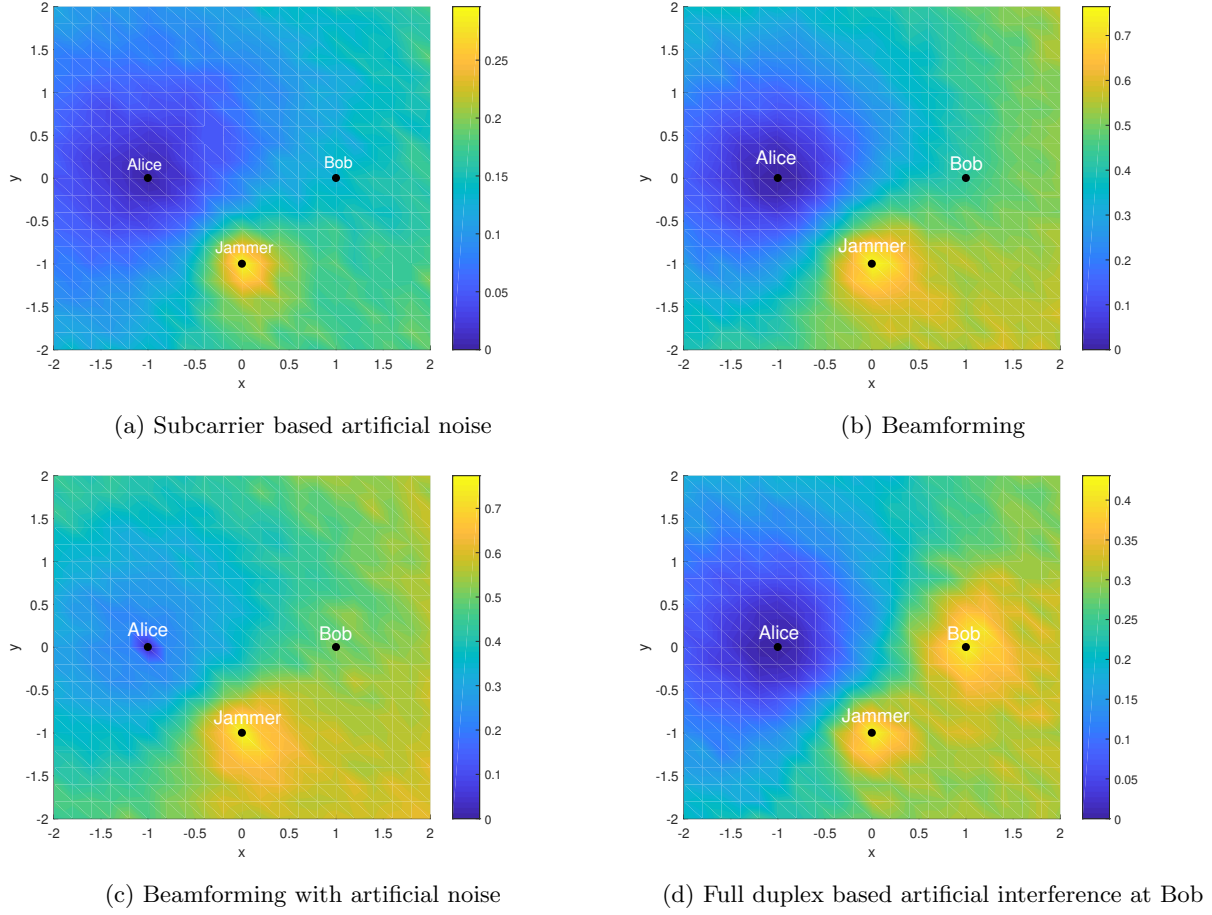 2
1.5
1
0.5
0
-0.5
-1
-1.5
-2
y
-2 -1.5 -1 -0.5 0 0.5 1 1.5 2
x
Alice
Bob
Jammer
0.25
0.2
0.15
0.1
0.05
0
(a) Subcarrier based artificial noise
2
1.5
1
0.5
0
-0.5
-1
-1.5
-2
y
-2 -1.5 -1 -0.5 0 0.5 1 1.5 2
x
Alice
Bob
Jammer
0.7
0.6
0.5
0.4
0.3
0.2
0.1
0
(b) Beamforming
2
1.5
1
0.5
0
-0.5
-1
-1.5
-2
y
-2 -1.5 -1 -0.5 0 0.5 1 1.5 2
x
Alice
Bob
Jammer
0.7
0.6
0.5
0.4
0.3
0.2
0.1
0
(c) Beamforming with artificial noise
2
1.5
1
0.5
0
-0.5
-1
-1.5
-2
y
-2 -1.5 -1 -0.5 0 0.5 1 1.5 2
x
Alice
Bob
Jammer
0.4
0.35
0.3
0.25
0.2
0.15
0.1
0.05
0
(d) Full duplex based artificial interference at Bob